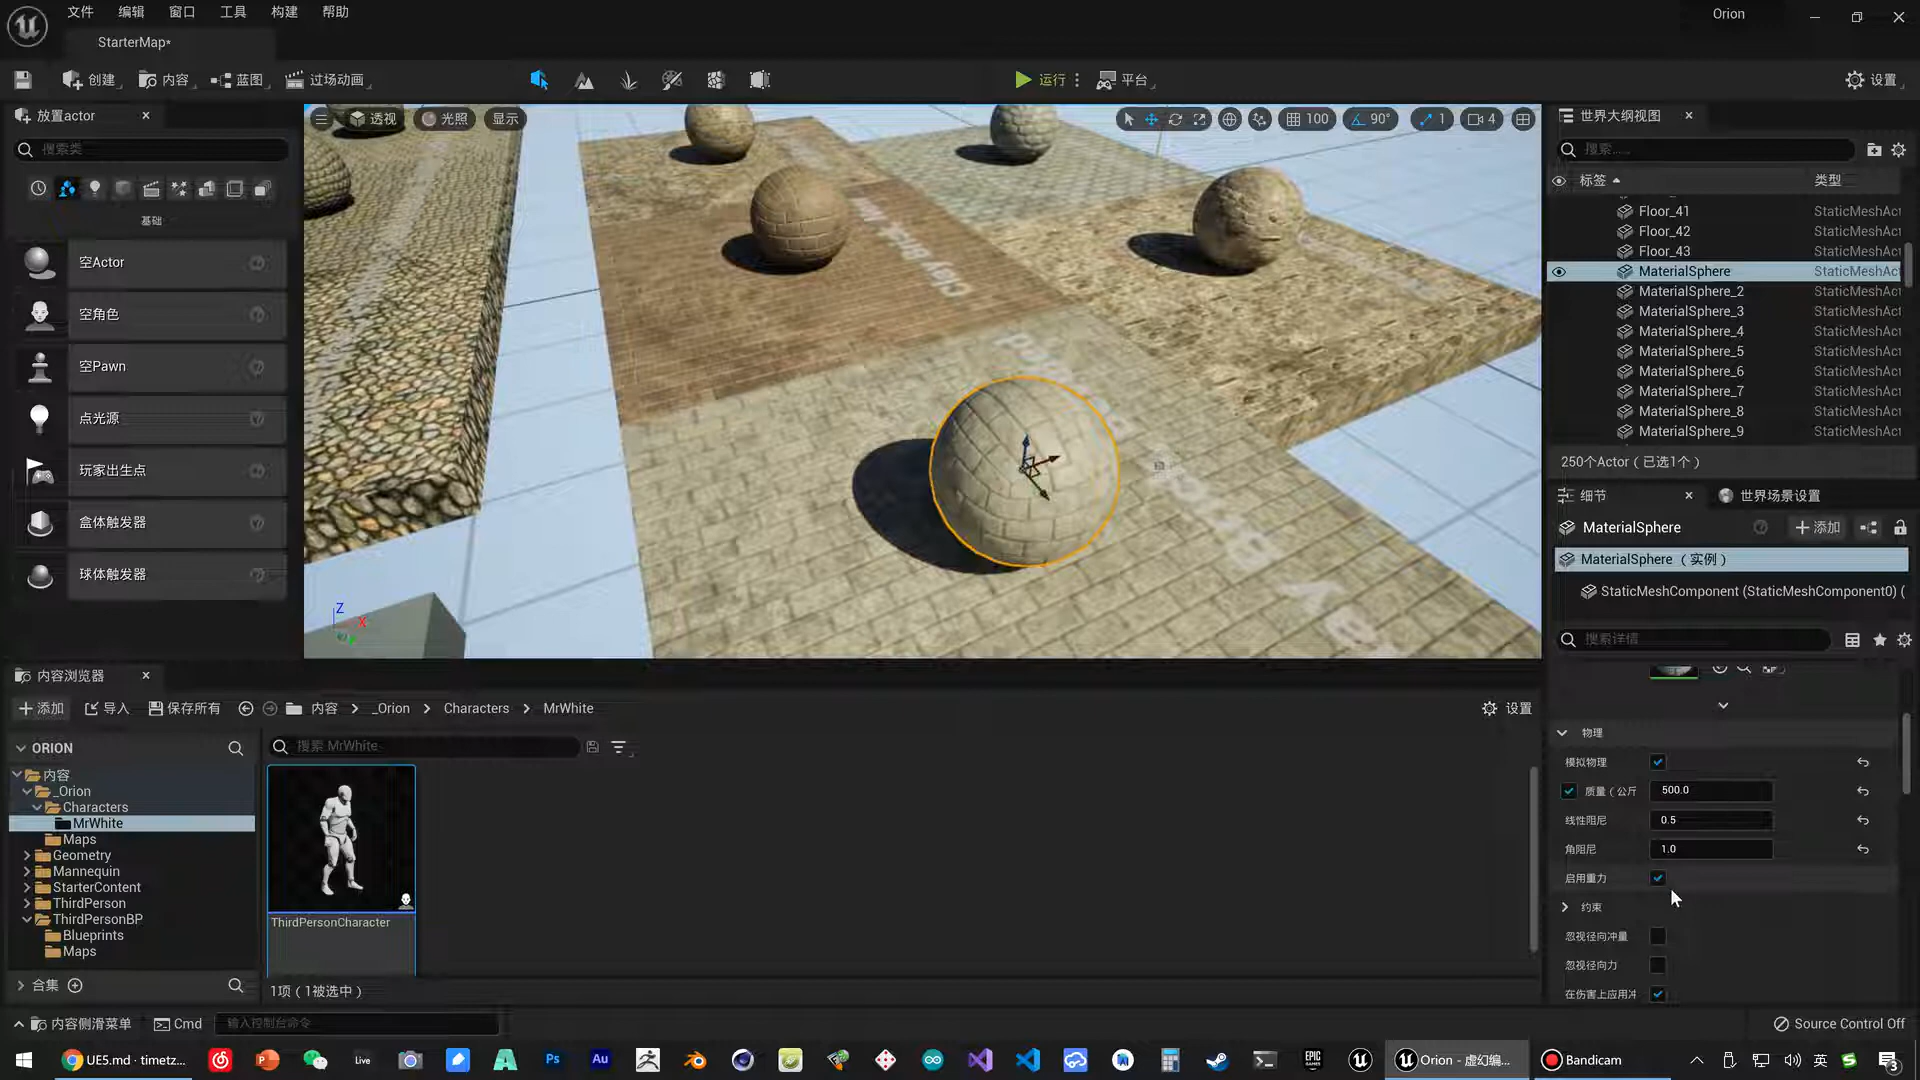 文件 编辑 窗口 工具 构建 帮助 Orion
StarterMap*
创建 内容 蓝图 过场动画 运行 平台 设置
放置actor
搜索类
基础
空Actor
空角色
空Pawn
点光源
玩家出生点
盒体触发器
球体触发器
透视 光照 显示 100 90° 1 4
Z
X
世界大纲视图
搜索......
标签 类型
Floor_41 StaticMeshAct
Floor_42 StaticMeshAct
Floor_43 StaticMeshAct
MaterialSphere StaticMeshAct
MaterialSphere_2 StaticMeshAct
MaterialSphere_3 StaticMeshAct
MaterialSphere_4 StaticMeshAct
MaterialSphere_5 StaticMeshAct
MaterialSphere_6 StaticMeshAct
MaterialSphere_7 StaticMeshAct
MaterialSphere_8 StaticMeshAct
MaterialSphere_9 StaticMeshAct
250个Actor（已选1个）
细节 世界场景设置
MaterialSphere 添加
MaterialSphere （实例）
StaticMeshComponent (StaticMeshComponent0) (
搜索详情
物理
模拟物理
质量（公斤 500.0
线性阻尼 0.5
角阻尼 1.0
启用重力
约束
忽视径向冲量
忽视径向力
在伤害上应用冲
内容浏览器
添加 导入 保存所有 内容 _Orion Characters MrWhite 设置
ORION
搜索 MrWhite
内容
_Orion
Characters
MrWhite
Maps
Geometry
Mannequin
StarterContent
ThirdPerson
ThirdPersonBP
Blueprints
Maps
合集
ThirdPersonCharacter
1项（1被选中）
内容侧滑菜单 Cmd 输入控制台命令 Source Control Off
UE5.md · timetz... Live Ps Au EPIC GAMES Orion - 虚幻编... Bandicam 英 3